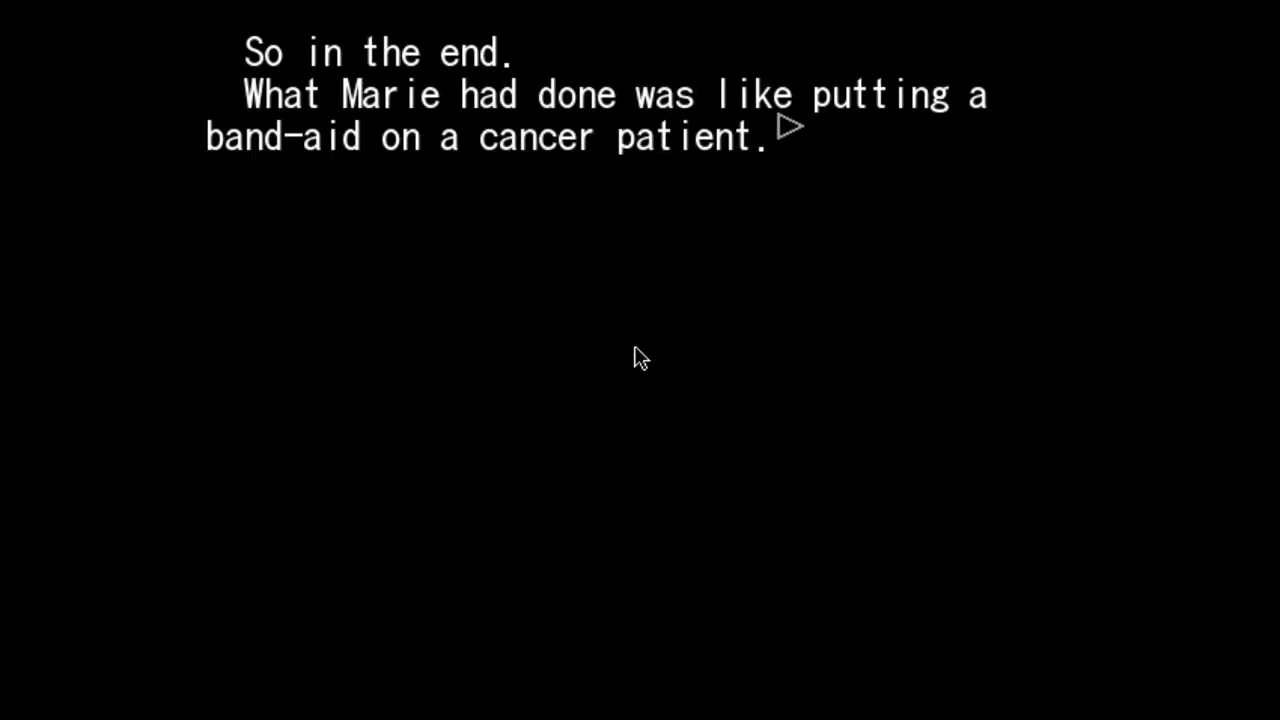 So in the end.
What Marie had done was like putting a
band-aid on a cancer patient.